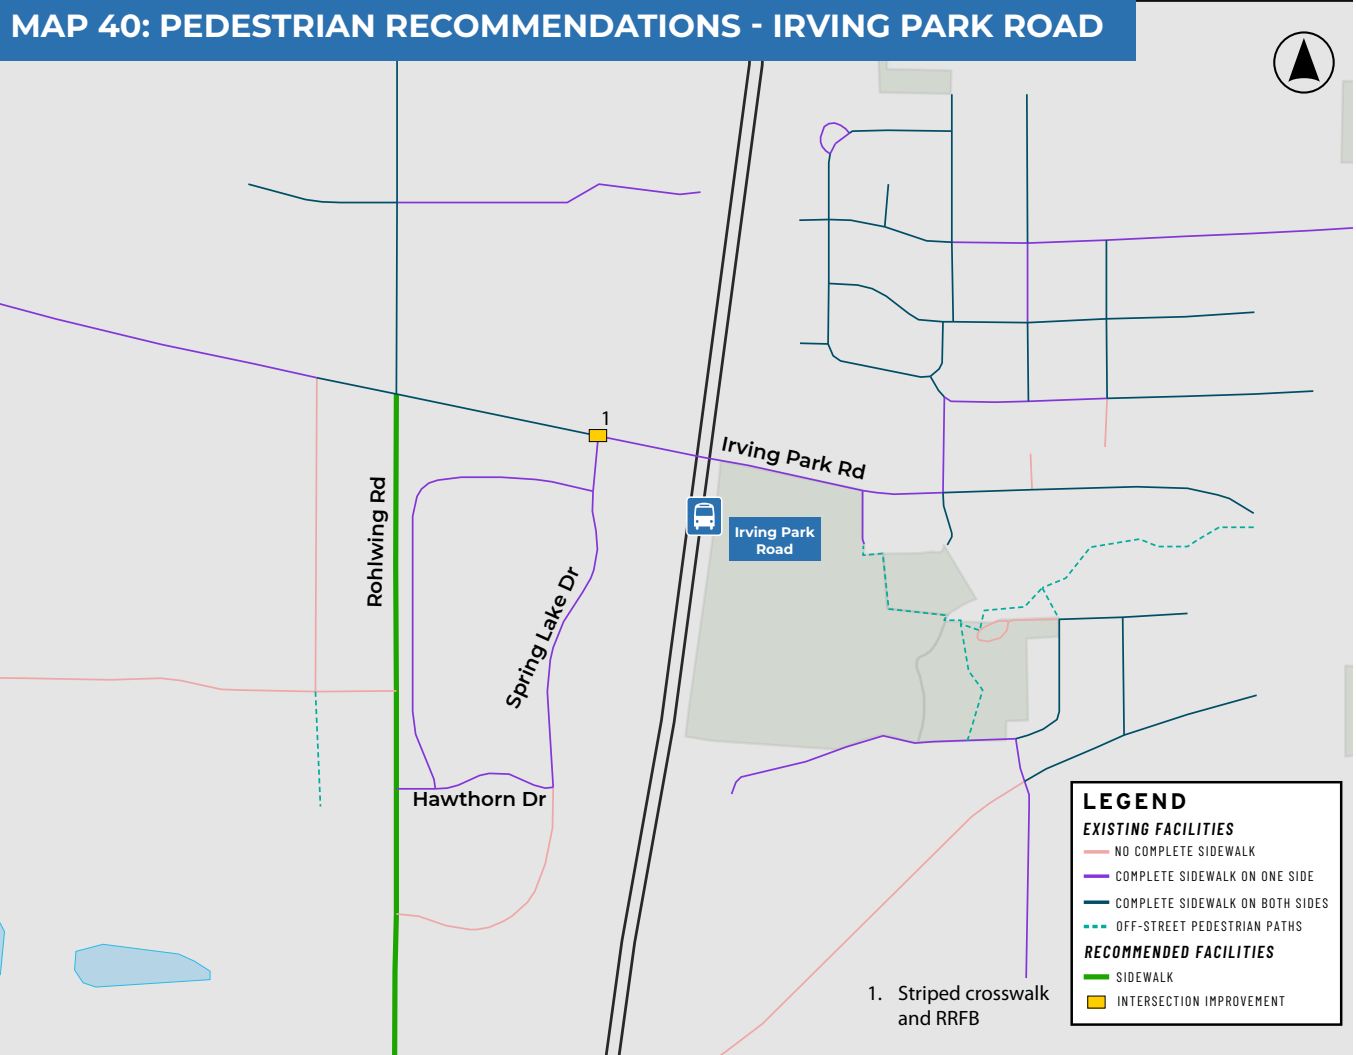 MAP 40: PEDESTRIAN RECOMMENDATIONS - IRVING PARK ROAD
1
Irving Park Rd
Rohlwing Rd
Irving Park
Road
Spring Lake Dr
Hawthorn Dr
LEGEND
EXISTING FACILITIES
NO COMPLETE SIDEWALK
COMPLETE SIDEWALK ON ONE SIDE
COMPLETE SIDEWALK ON BOTH SIDES
OFF-STREET PEDESTRIAN PATHS
RECOMMENDED FACILITIES
SIDEWALK
INTERSECTION IMPROVEMENT
1. Striped crosswalk
and RRFB